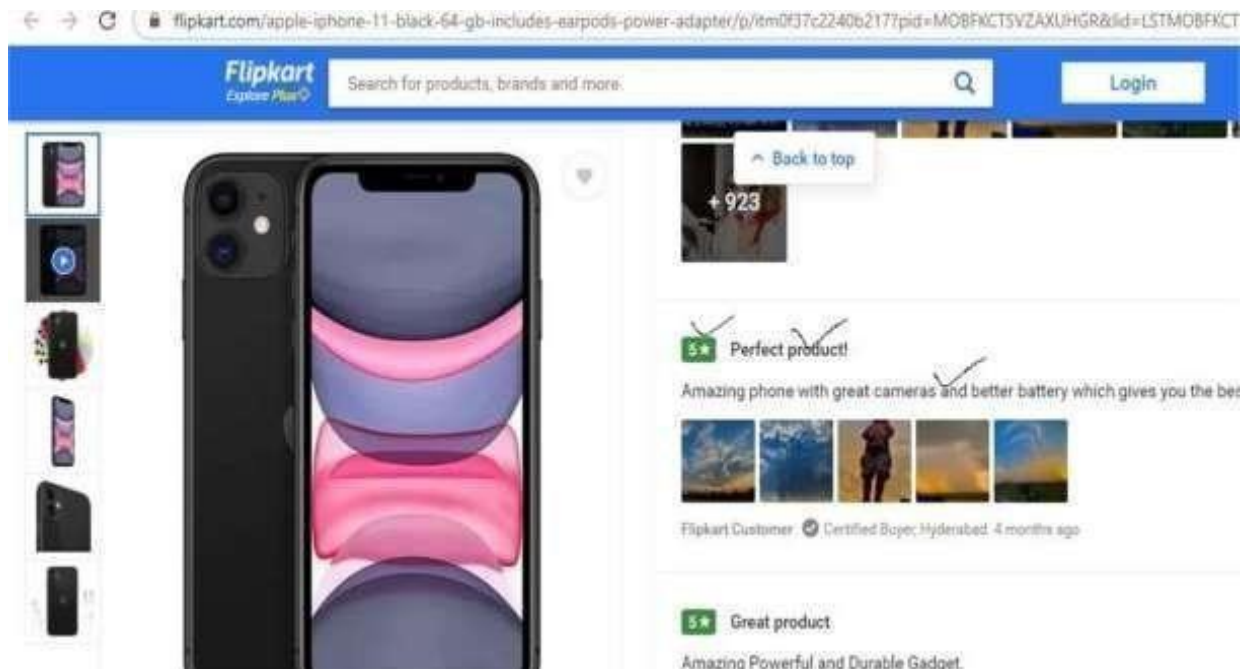 flipkart.com/apple-iphone-11-black-64-gb-includes-earpods-power-adapter/p/itm0f37c2240b217?pid=MOBFKCTSVZAXUHGR&lid=LSTMOBFKCT
Flipkart
Explore Plus
Search for products, brands and more
Login
Back to top
+ 923
5★ Perfect product!
Amazing phone with great cameras and better battery which gives you the bes
Flipkart Customer Certified Buyer, Hyderabad 4 months ago
5★ Great product
Amazing Powerful and Durable Gadget.